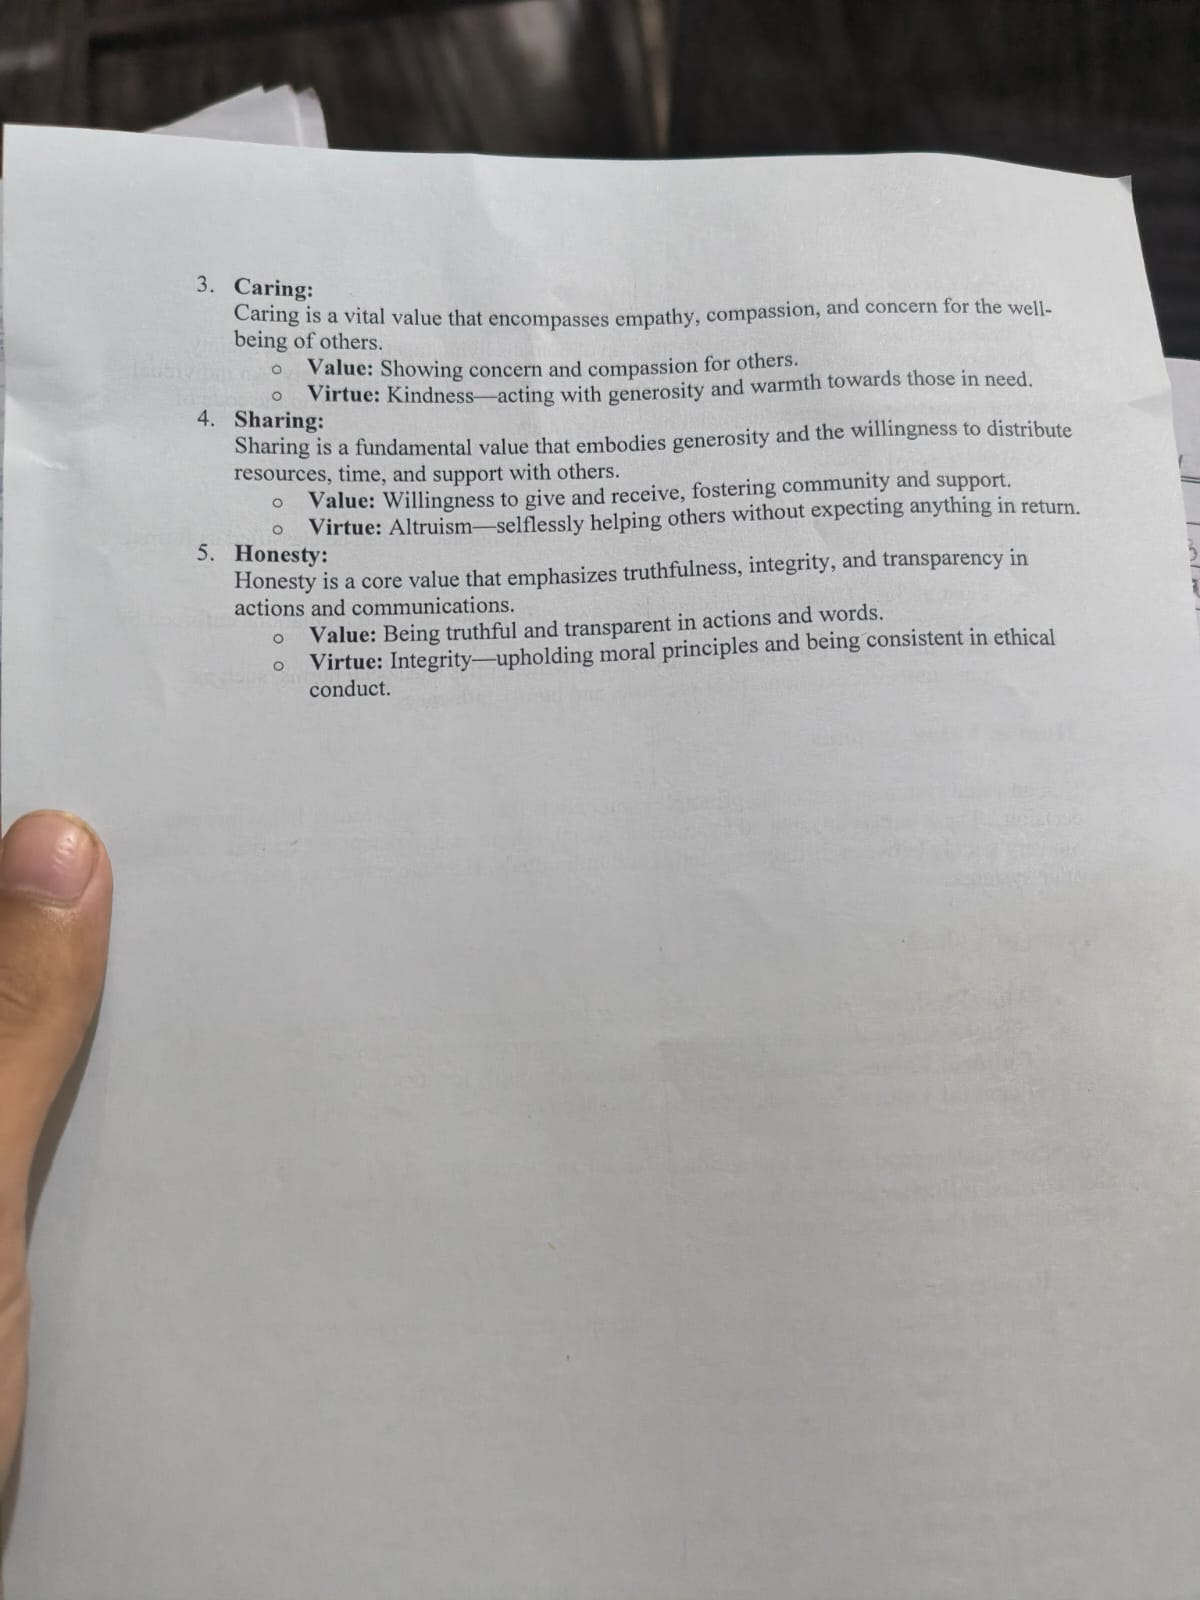 3. Caring:
Caring is a vital value that encompasses empathy, compassion, and concern for the well-
being of others.
o Value: Showing concern and compassion for others.
o Virtue: Kindness—acting with generosity and warmth towards those in need.
4. Sharing:
Sharing is a fundamental value that embodies generosity and the willingness to distribute
resources, time, and support with others.
o Value: Willingness to give and receive, fostering community and support.
o Virtue: Altruism—selflessly helping others without expecting anything in return.
5. Honesty:
Honesty is a core value that emphasizes truthfulness, integrity, and transparency in
actions and communications.
o Value: Being truthful and transparent in actions and words.
o Virtue: Integrity—upholding moral principles and being consistent in ethical
conduct.